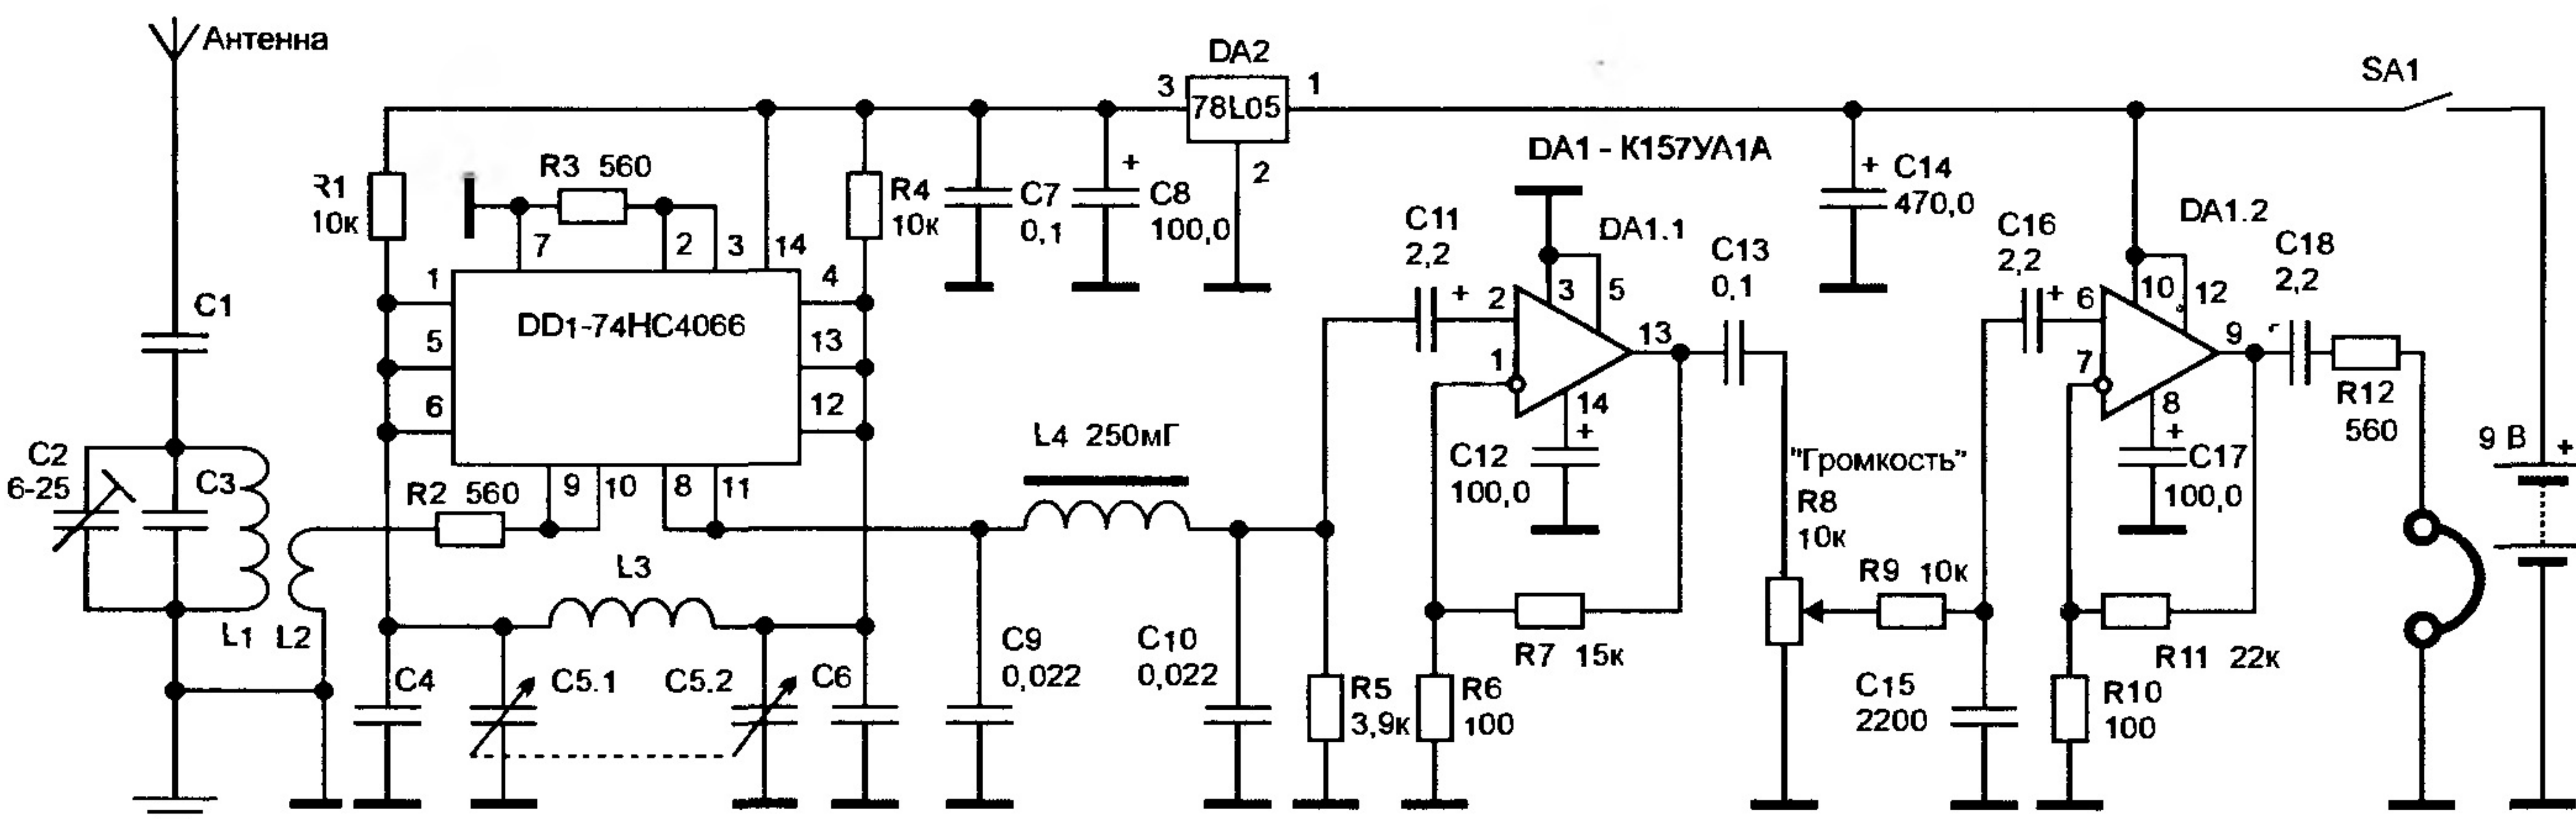 Антенна
C1
C2
6-25
C3
L1 L2
R1
10к
R3 560
7
2
3
14
1
5
6
4
13
12
DD1-74HC4066
9
10
8
11
R2 560
L3
C4
C5.1
C5.2
C6
R4
10к
C7
0,1
C8
100,0
+
DA2
78L05
3
1
2
L4 250мГ
C9
0,022
C10
0,022
R5
3,9к
C11
2,2
+
2
1
DA1 - К157УА1А
DA1.1
3
5
13
14
+
C12
100,0
R6
100
R7 15к
C13
0,1
"Громкость"
R8
10к
R9 10к
C15
2200
+
C14
470,0
C16
2,2
+
6
7
DA1.2
10
12
9
8
+
C17
100,0
R10
100
R11 22к
C18
2,2
R12
560
SA1
9 В
+